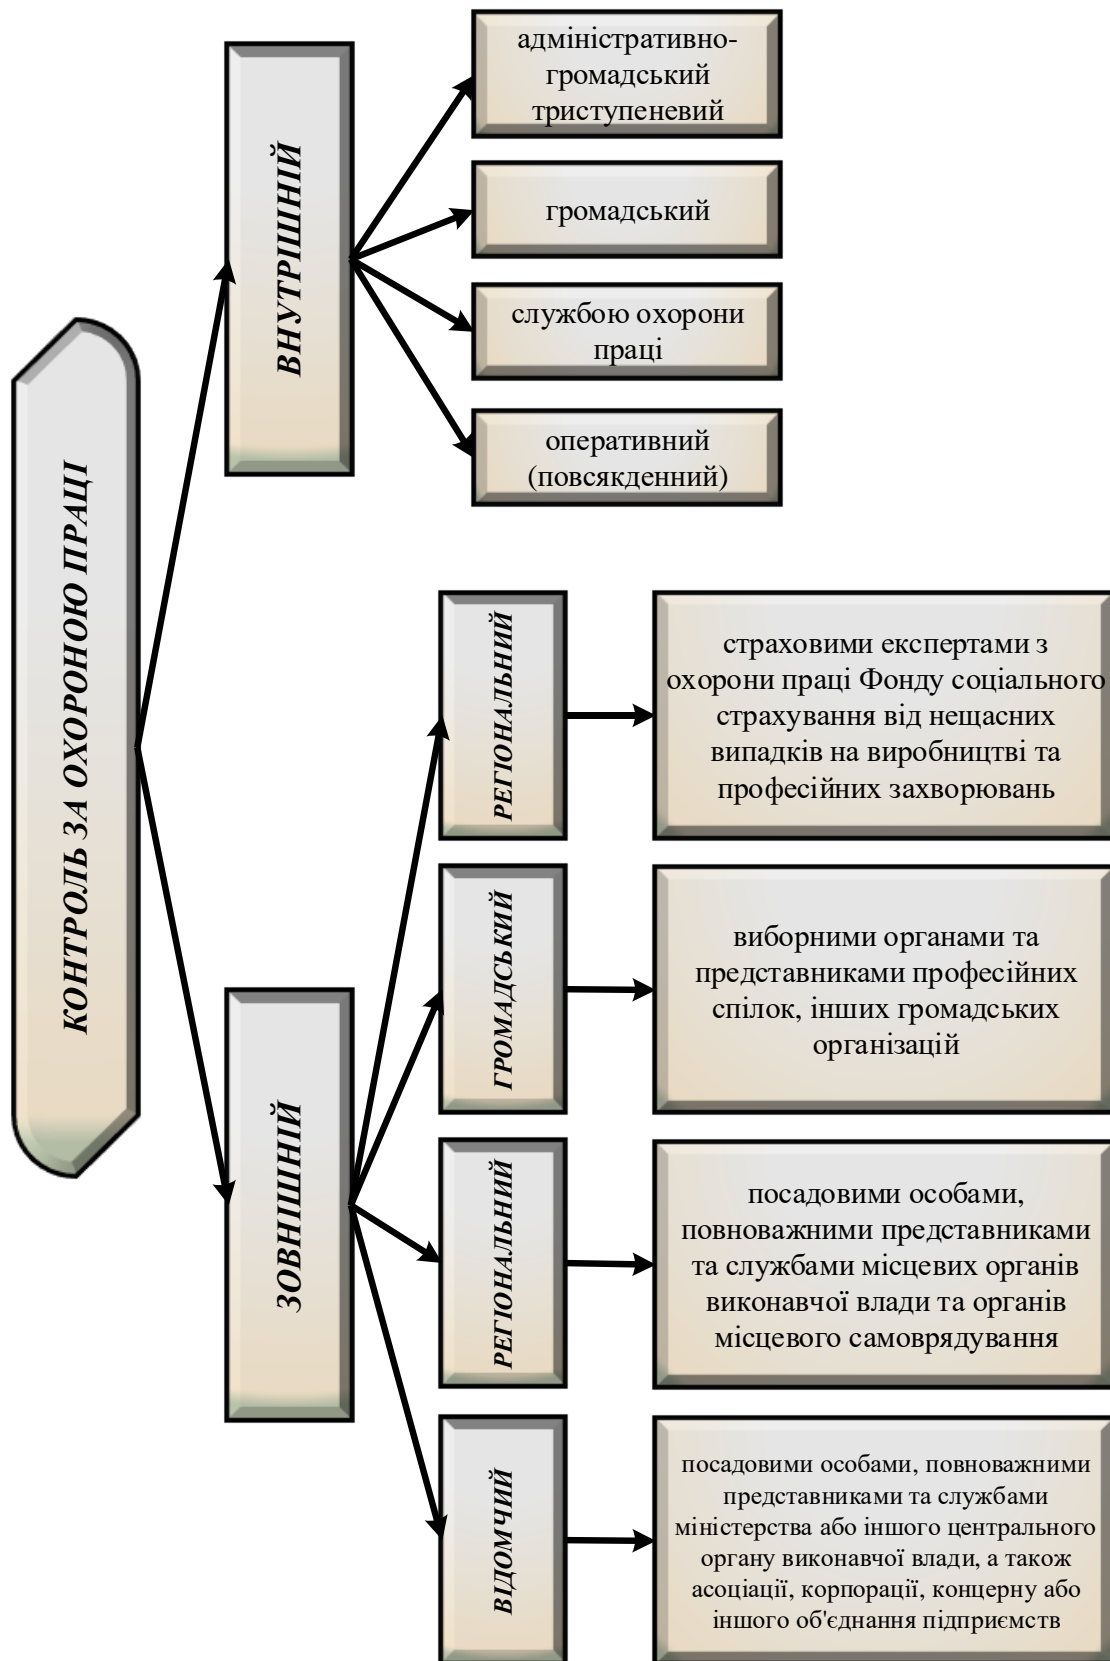 КОНТРОЛЬ ЗА ОХОРОНОЮ ПРАЦІ
ВНУТРІШНІЙ
адміністративно-
громадський
триступеневий
громадський
службою охорони
праці
оперативний
(повсякденний)
ЗОВНІШНІЙ
РЕГІОНАЛЬНИЙ
страховими експертами з
охорони праці Фонду соціального
страхування від нещасних
випадків на виробництві та
професійних захворювань
ГРОМАДСЬКИЙ
виборними органами та
представниками професійних
спілок, інших громадських
організацій
РЕГІОНАЛЬНИЙ
посадовими особами,
повноважними представниками
та службами місцевих органів
виконавчої влади та органів
місцевого самоврядування
ВІДОМЧИЙ
посадовими особами, повноважними
представниками та службами
міністерства або іншого центрального
органу виконавчої влади, а також
асоціації, корпорації, концерну або
іншого об'єднання підприємств